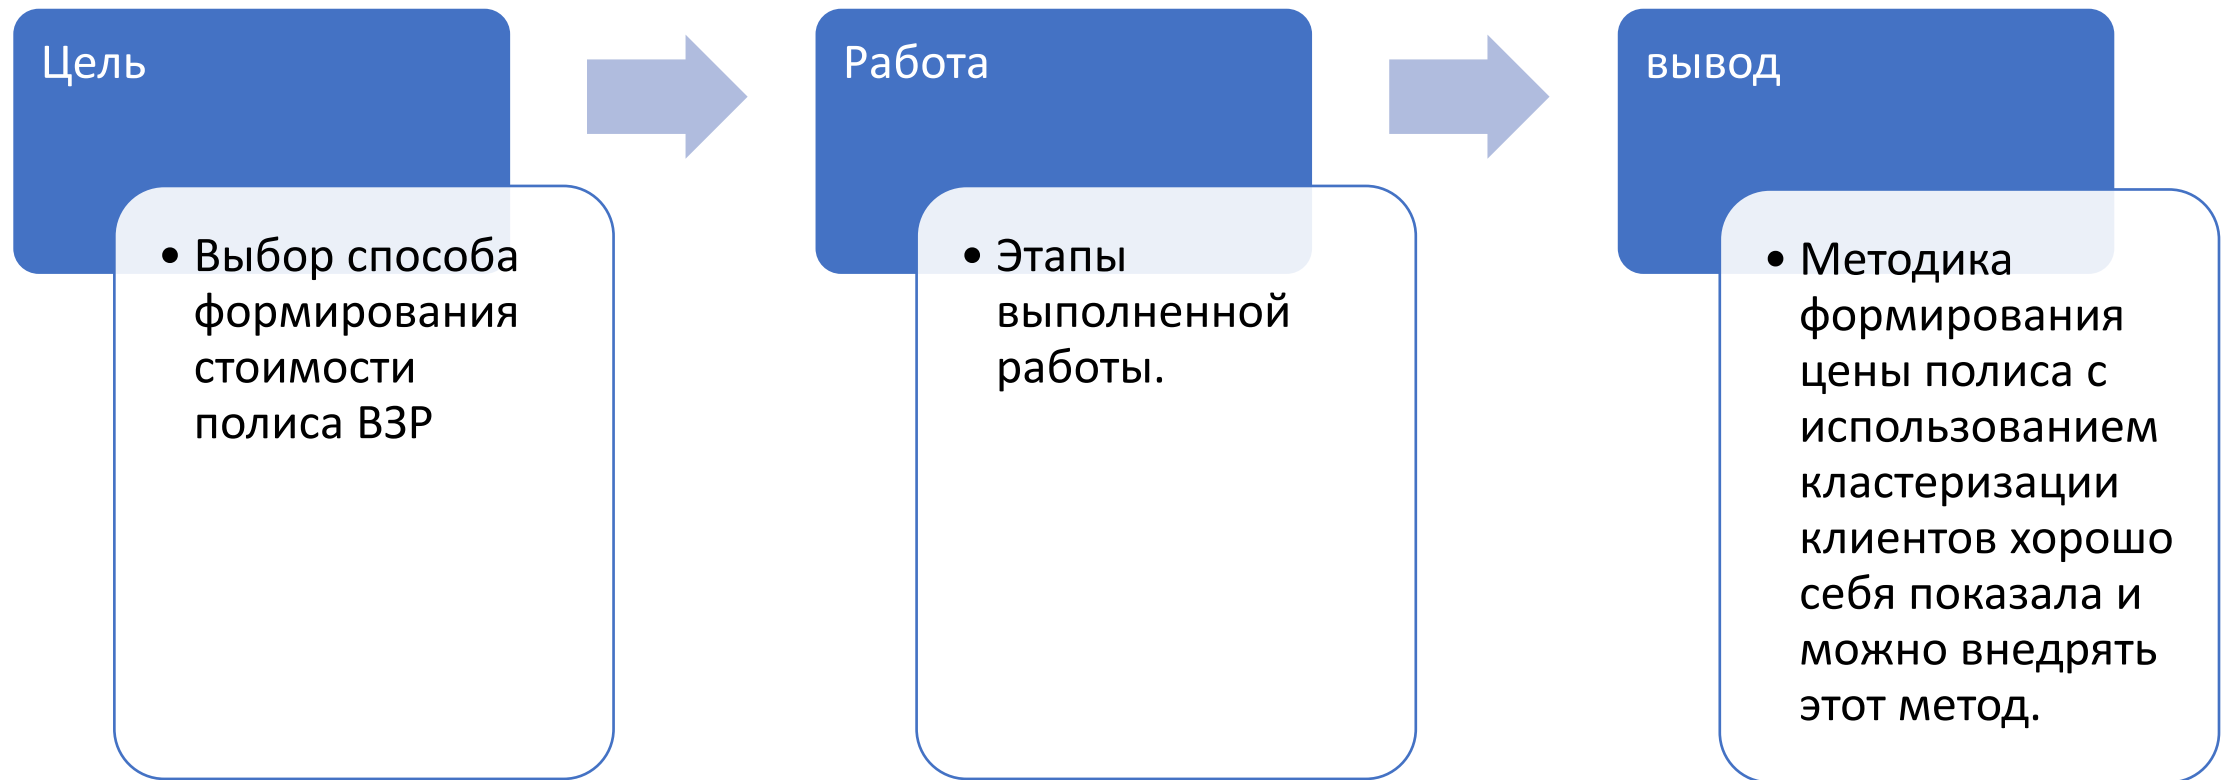 Цель
• Выбор способа
формирования
стоимости
полиса ВЗР
Работа
• Этапы
выполненной
работы.
вывод
• Методика
формирования
цены полиса с
использованием
кластеризации
клиентов хорошо
себя показала и
можно внедрять
этот метод.